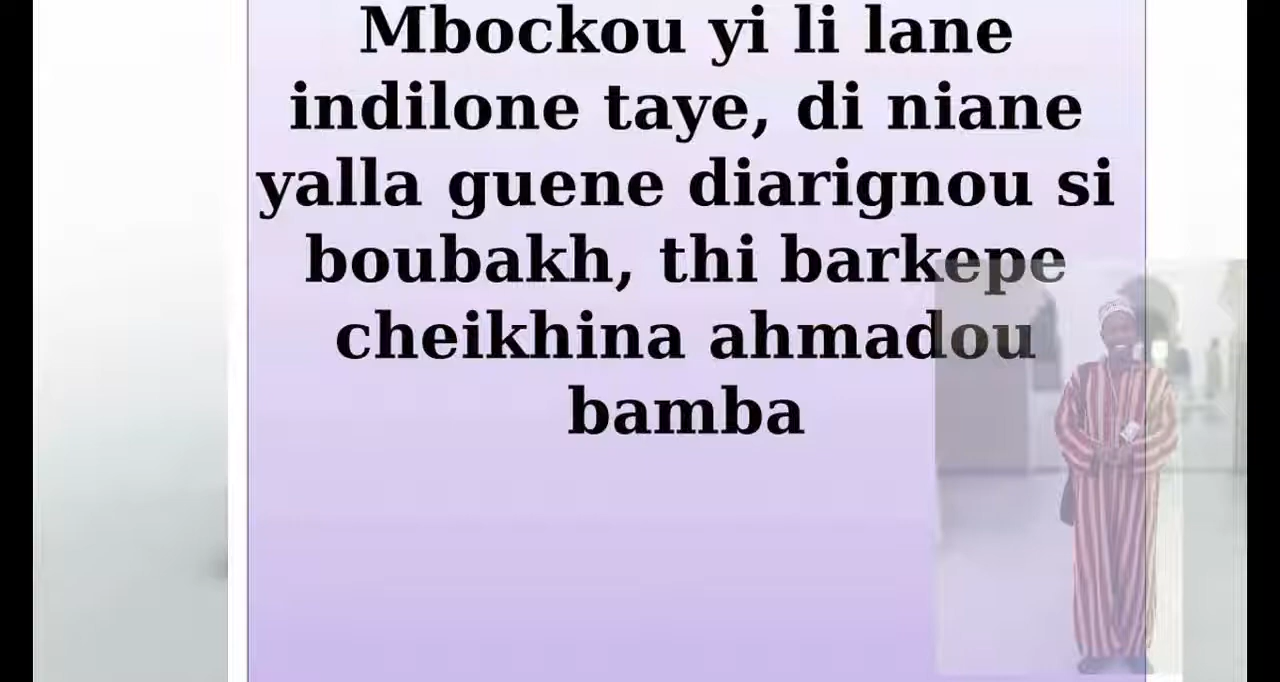 Mbockou yi li lane
indilone taye, di niane
yalla guene diarignou si
boubakh, thi barkepe
cheikhina ahmadou
bamba